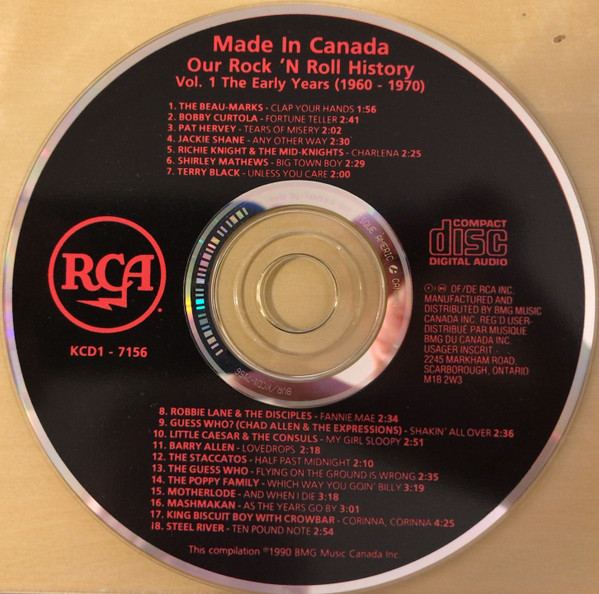 Made In Canada
Our Rock 'N Roll History
Vol. 1 The Early Years (1960 - 1970)
1. THE BEAU-MARKS - CLAP YOUR HANDS 1:56
2. BOBBY CURTOLA - FORTUNE TELLER 2:41
3. PAT HERVEY - TEARS OF MISERY 2:02
4. JACKIE SHANE - ANY OTHER WAY 2:30
5. RICHIE KNIGHT & THE MID-KNIGHTS - CHARLENA 2:25
6. SHIRLEY MATHEWS - BIG TOWN BOY 2:29
7. TERRY BLACK - UNLESS YOU CARE 2:00
RCA
KCD1 - 7156
COMPACT
disc
DIGITAL AUDIO
OF/DE RCA INC.
MANUFACTURED AND
DISTRIBUTED BY BMG MUSIC
CANADA INC. REG'D USER-
DISTRIBUÉ PAR MUSIQUE
BMG DU CANADA INC.
USAGER INSCRIT -
2245 MARKHAM ROAD,
SCARBOROUGH, ONTARIO
M1B 2W3
8. ROBBIE LANE & THE DISCIPLES - FANNIE MAE 2:34
9. GUESS WHO? (CHAD ALLEN & THE EXPRESSIONS) - SHAKIN' ALL OVER 2:36
10. LITTLE CAESAR & THE CONSULS - MY GIRL SLOOPY 2:51
11. BARRY ALLEN - LOVEDROPS 2:18
12. THE STACCATOS - HALF PAST MIDNIGHT 2:10
13. THE GUESS WHO - FLYING ON THE GROUND IS WRONG 2:35
14. THE POPPY FAMILY - WHICH WAY YOU GOIN' BILLY 3:19
15. MOTHERLODE - AND WHEN I DIE 3:18
16. MASHMAKAN - AS THE YEARS GO BY 3:01
17. KING BISCUIT BOY WITH CROWBAR - CORINNA, CORINNA 4:25
18. STEEL RIVER - TEN POUND NOTE 2:54
This compilation ℗1990 BMG Music Canada Inc.